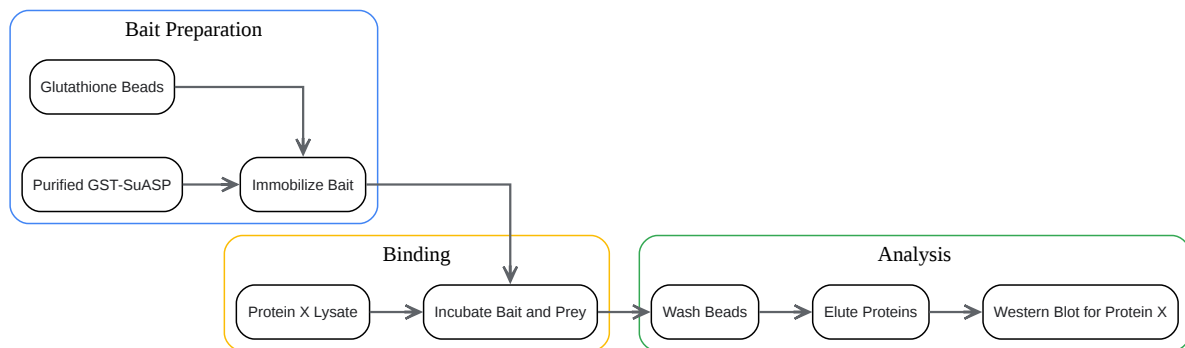 Bait Preparation
Glutathione Beads
Purified GST-SuASP
Immobilize Bait
Binding
Protein X Lysate
Incubate Bait and Prey
Analysis
Wash Beads
Elute Proteins
Western Blot for Protein X